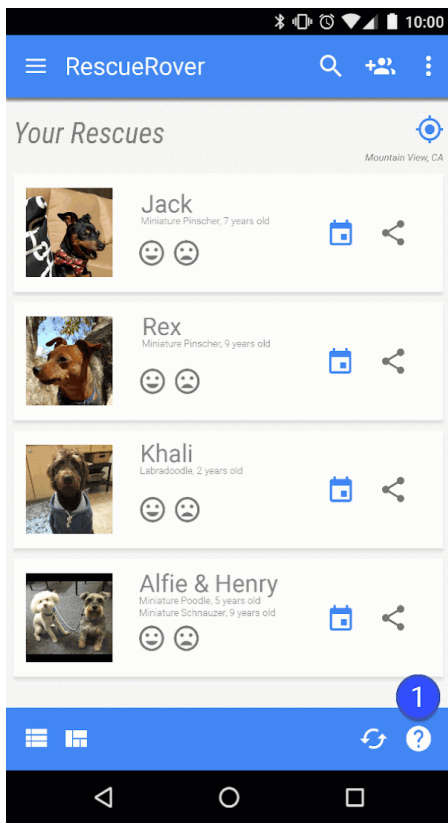 10:00
RescueRover
Your Rescues
Mountain View, CA
Jack
Miniature Pinscher, 7 years old
Rex
Miniature Pinscher, 9 years old
Khali
Labradoodle, 2 years old
Alfie & Henry
Miniature Poodle, 5 years old
Miniature Schnauzer, 9 years old
1
?